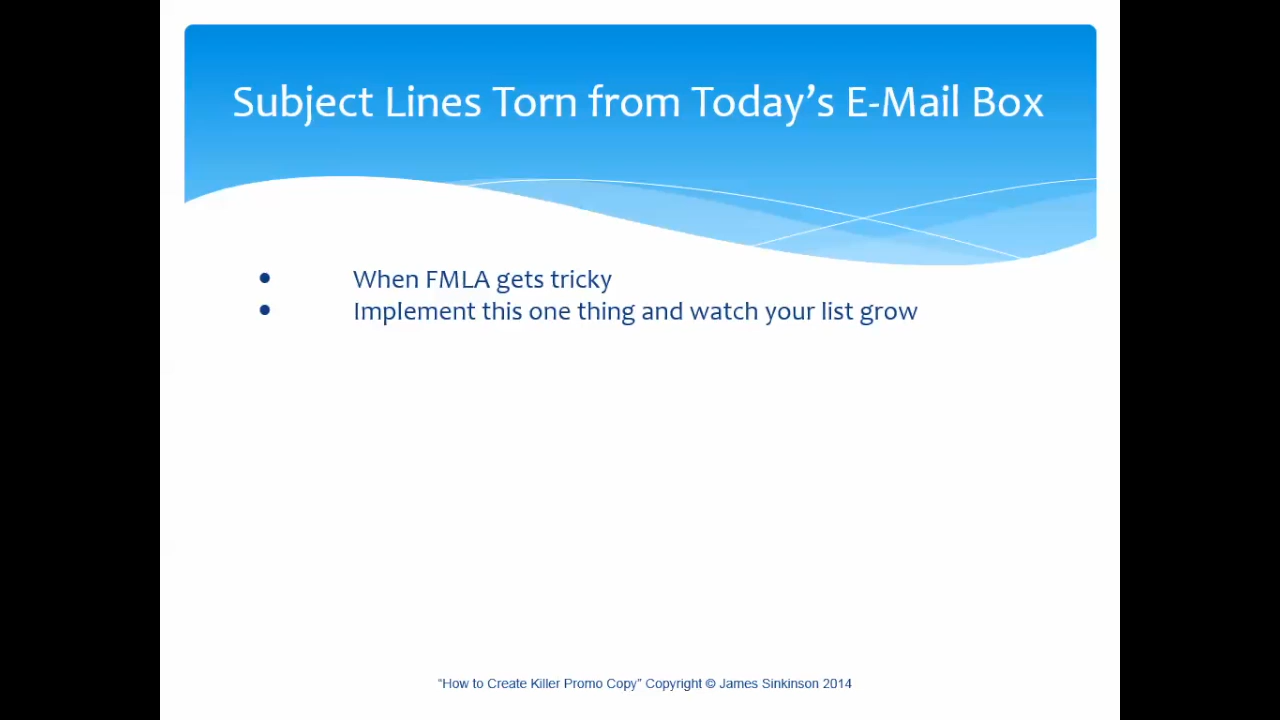 Subject Lines Torn from Today’s E-Mail Box
• When FMLA gets tricky
• Implement this one thing and watch your list grow
“How to Create Killer Promo Copy” Copyright © James Sinkinson 2014